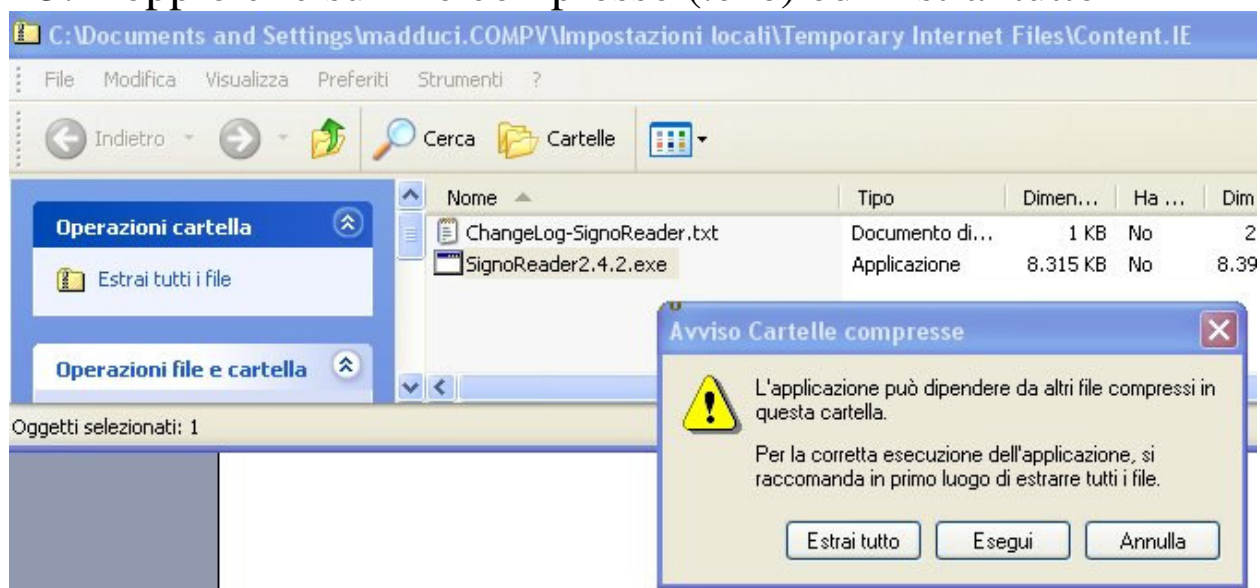 C:\Documents and Settings\madduci.COMPV\Impostazioni locali\Temporary Internet Files\Content.IE
File Modifica Visualizza Preferiti Strumenti ?
Indietro Cerca Cartelle
Nome Tipo Dimen... Ha ... Dim
Operazioni cartella
ChangeLog-SignoReader.txt Documento di... 1 KB No 2
SignoReader2.4.2.exe Applicazione 8.315 KB No 8.39
Estrai tutti i file
Avviso Cartelle compresse
Operazioni file e cartella
L'applicazione può dipendere da altri file compressi in
questa cartella.
Oggetti selezionati: 1
Per la corretta esecuzione dell'applicazione, si
raccomanda in primo luogo di estrarre tutti i file.
Estrai tutto Esegui Annulla